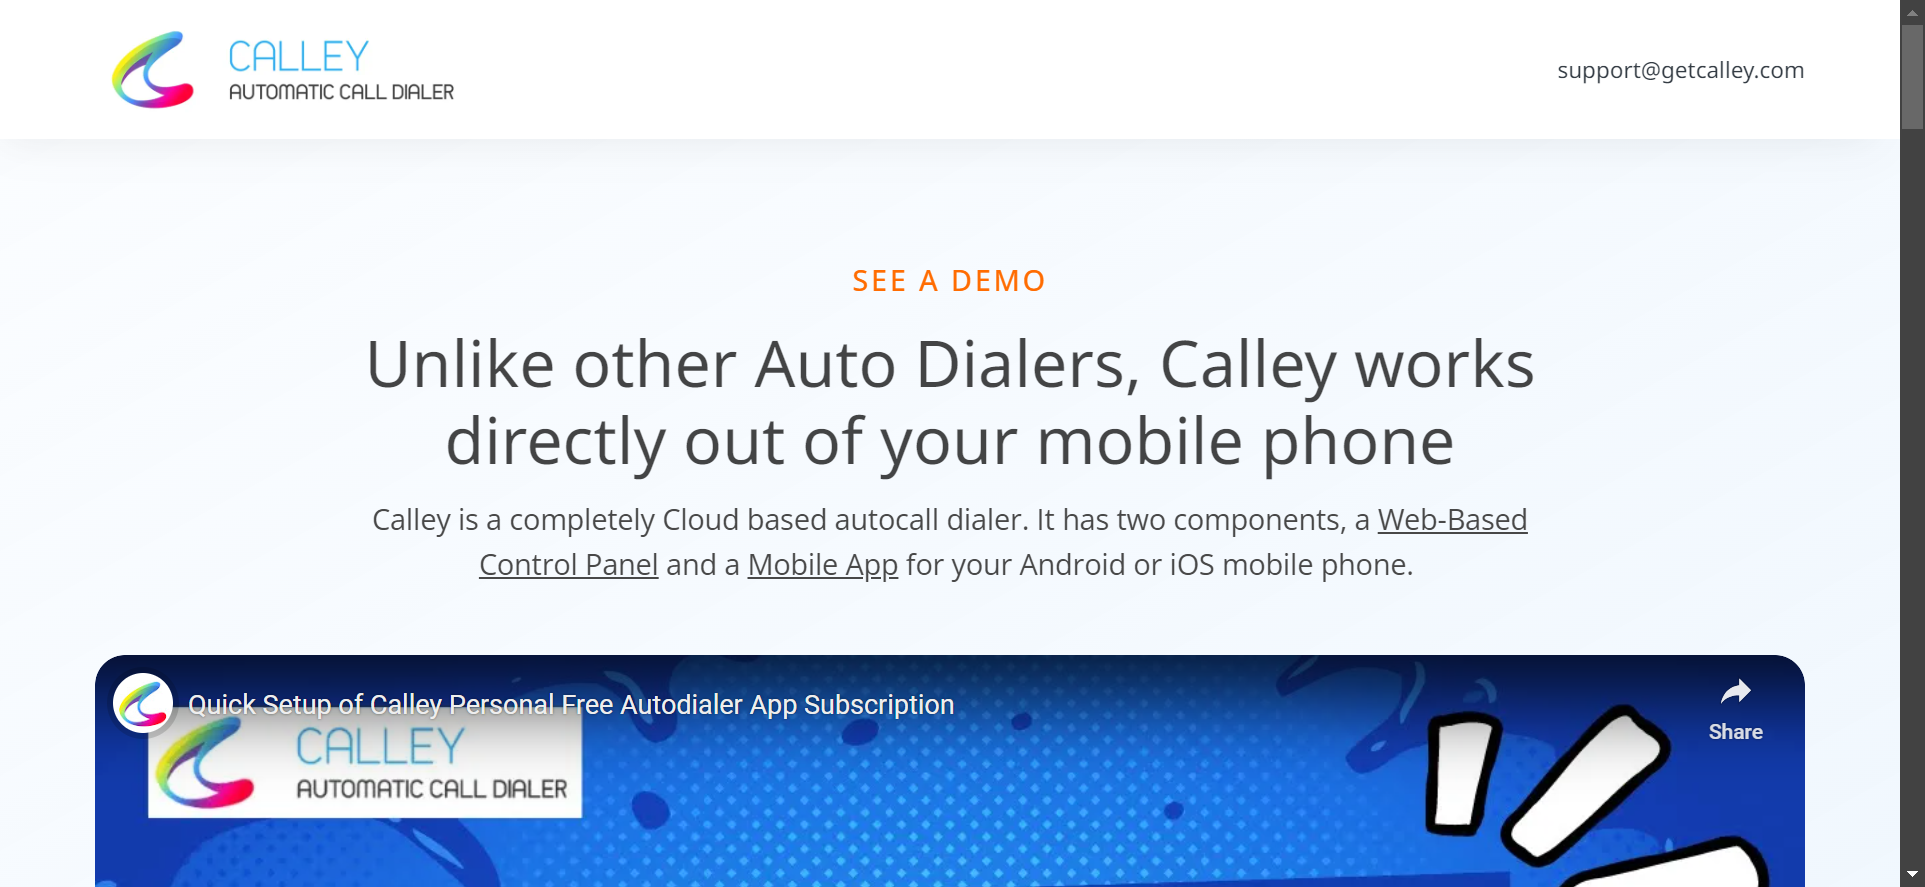 CALLEY
AUTOMATIC CALL DIALER
support@getcalley.com
SEE A DEMO
Unlike other Auto Dialers, Calley works
directly out of your mobile phone
Calley is a completely Cloud based autocall dialer. It has two components, a Web-Based
Control Panel and a Mobile App for your Android or iOS mobile phone.
Quick Setup of Calley Personal Free Autodialer App Subscription
Share
CALLEY
AUTOMATIC CALL DIALER